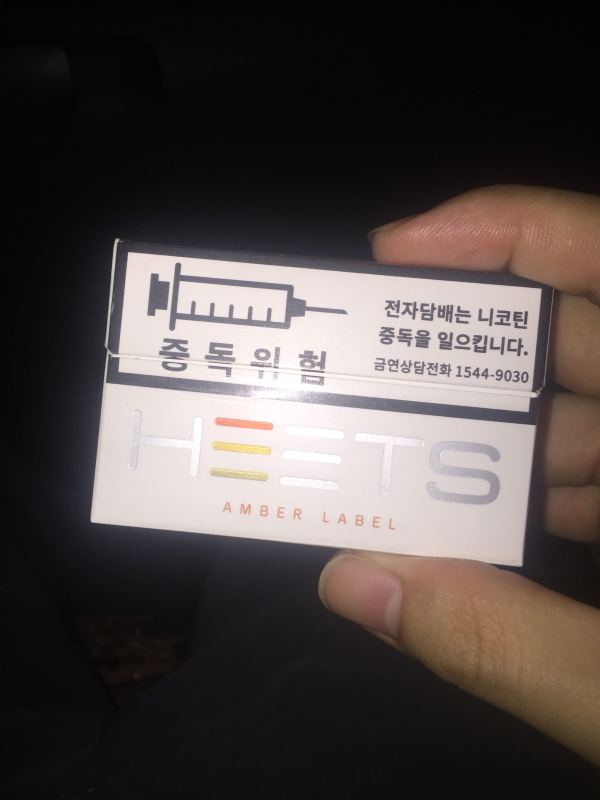 전자담배는 니코틴
중독을 일으킵니다.
중독위험
금연상담전화 1544-9030
HEETS
AMBER LABEL